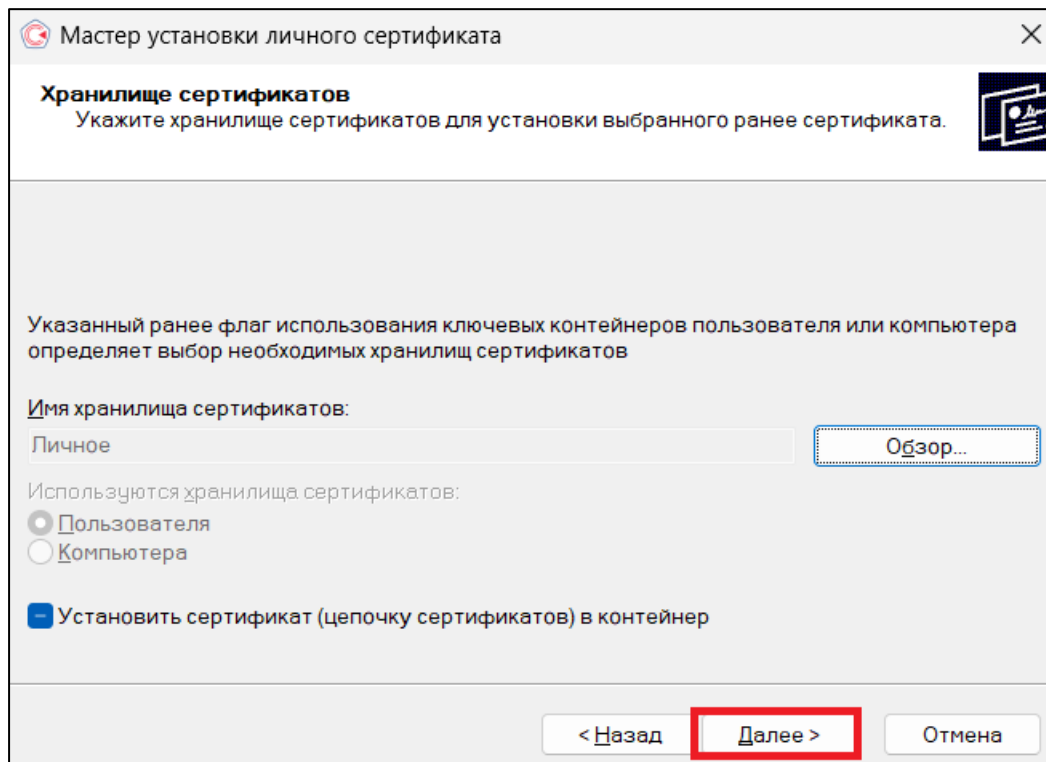 Мастер установки личного сертификата
Хранилище сертификатов
Укажите хранилище сертификатов для установки выбранного ранее сертификата.
Указанный ранее флаг использования ключевых контейнеров пользователя или компьютера
определяет выбор необходимых хранилищ сертификатов
Имя хранилища сертификатов:
Личное
Обзор...
Используются хранилища сертификатов:
Пользователя
Компьютера
Установить сертификат (цепочку сертификатов) в контейнер
< Назад
Далее >
Отмена